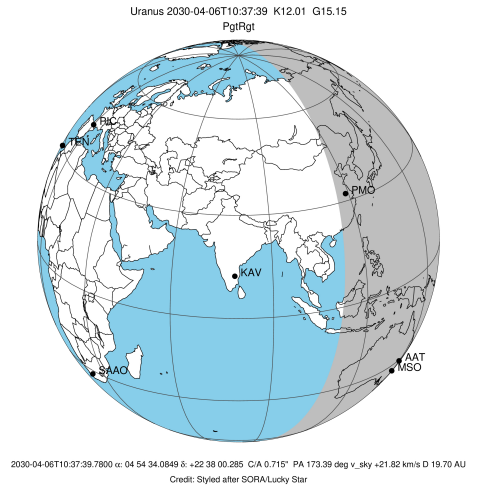 Uranus 2030-04-06T10:37:39 K12.01 G15.15
PgtRgt
PIC
TEN
PMO
KAV
AAT
MSO
SAAO
2030-04-06T10:37:39.7800 α: 04 54 34.0849 δ: +22 38 00.285 C/A 0.715" PA 173.39 deg v_sky +21.82 km/s D 19.70 AU
Credit: Styled after SORA/Lucky Star